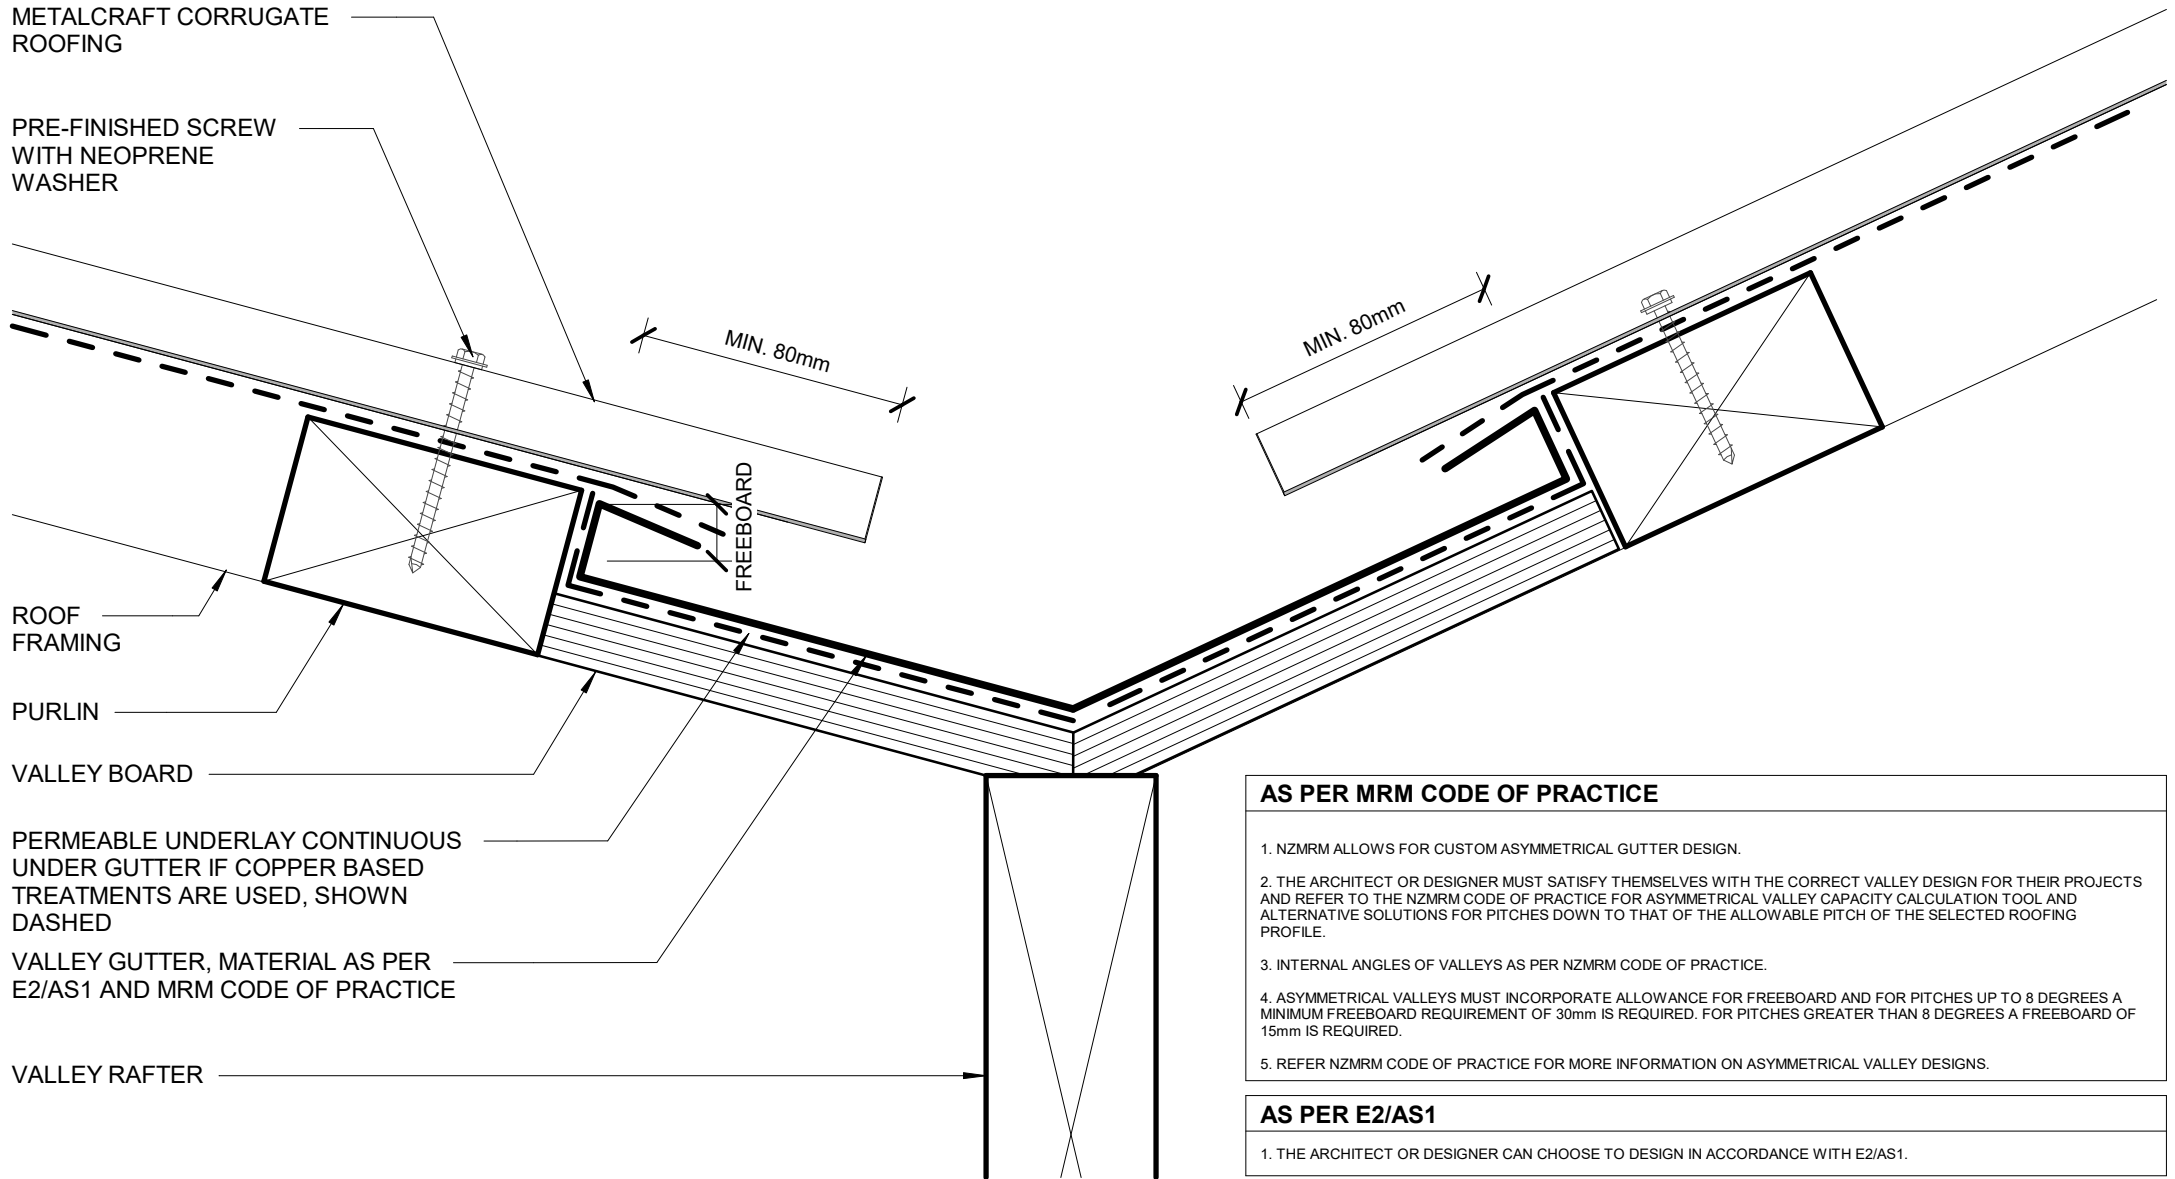 METALCRAFT CORRUGATE
ROOFING
PRE-FINISHED SCREW
WITH NEOPRENE
WASHER
MIN. 80mm
MIN. 80mm
FREEBOARD
ROOF
FRAMING
PURLIN
VALLEY BOARD
PERMEABLE UNDERLAY CONTINUOUS
UNDER GUTTER IF COPPER BASED
TREATMENTS ARE USED, SHOWN
DASHED
VALLEY GUTTER, MATERIAL AS PER
E2/AS1 AND MRM CODE OF PRACTICE
VALLEY RAFTER
AS PER MRM CODE OF PRACTICE
1. NZMRM ALLOWS FOR CUSTOM ASYMMETRICAL GUTTER DESIGN.
2. THE ARCHITECT OR DESIGNER MUST SATISFY THEMSELVES WITH THE CORRECT VALLEY DESIGN FOR THEIR PROJECTS
AND REFER TO THE NZMRM CODE OF PRACTICE FOR ASYMMETRICAL VALLEY CAPACITY CALCULATION TOOL AND
ALTERNATIVE SOLUTIONS FOR PITCHES DOWN TO THAT OF THE ALLOWABLE PITCH OF THE SELECTED ROOFING
PROFILE.
3. INTERNAL ANGLES OF VALLEYS AS PER NZMRM CODE OF PRACTICE.
4. ASYMMETRICAL VALLEYS MUST INCORPORATE ALLOWANCE FOR FREEBOARD AND FOR PITCHES UP TO 8 DEGREES A
MINIMUM FREEBOARD REQUIREMENT OF 30mm IS REQUIRED. FOR PITCHES GREATER THAN 8 DEGREES A FREEBOARD OF
15mm IS REQUIRED.
5. REFER NZMRM CODE OF PRACTICE FOR MORE INFORMATION ON ASYMMETRICAL VALLEY DESIGNS.
AS PER E2/AS1
1. THE ARCHITECT OR DESIGNER CAN CHOOSE TO DESIGN IN ACCORDANCE WITH E2/AS1.